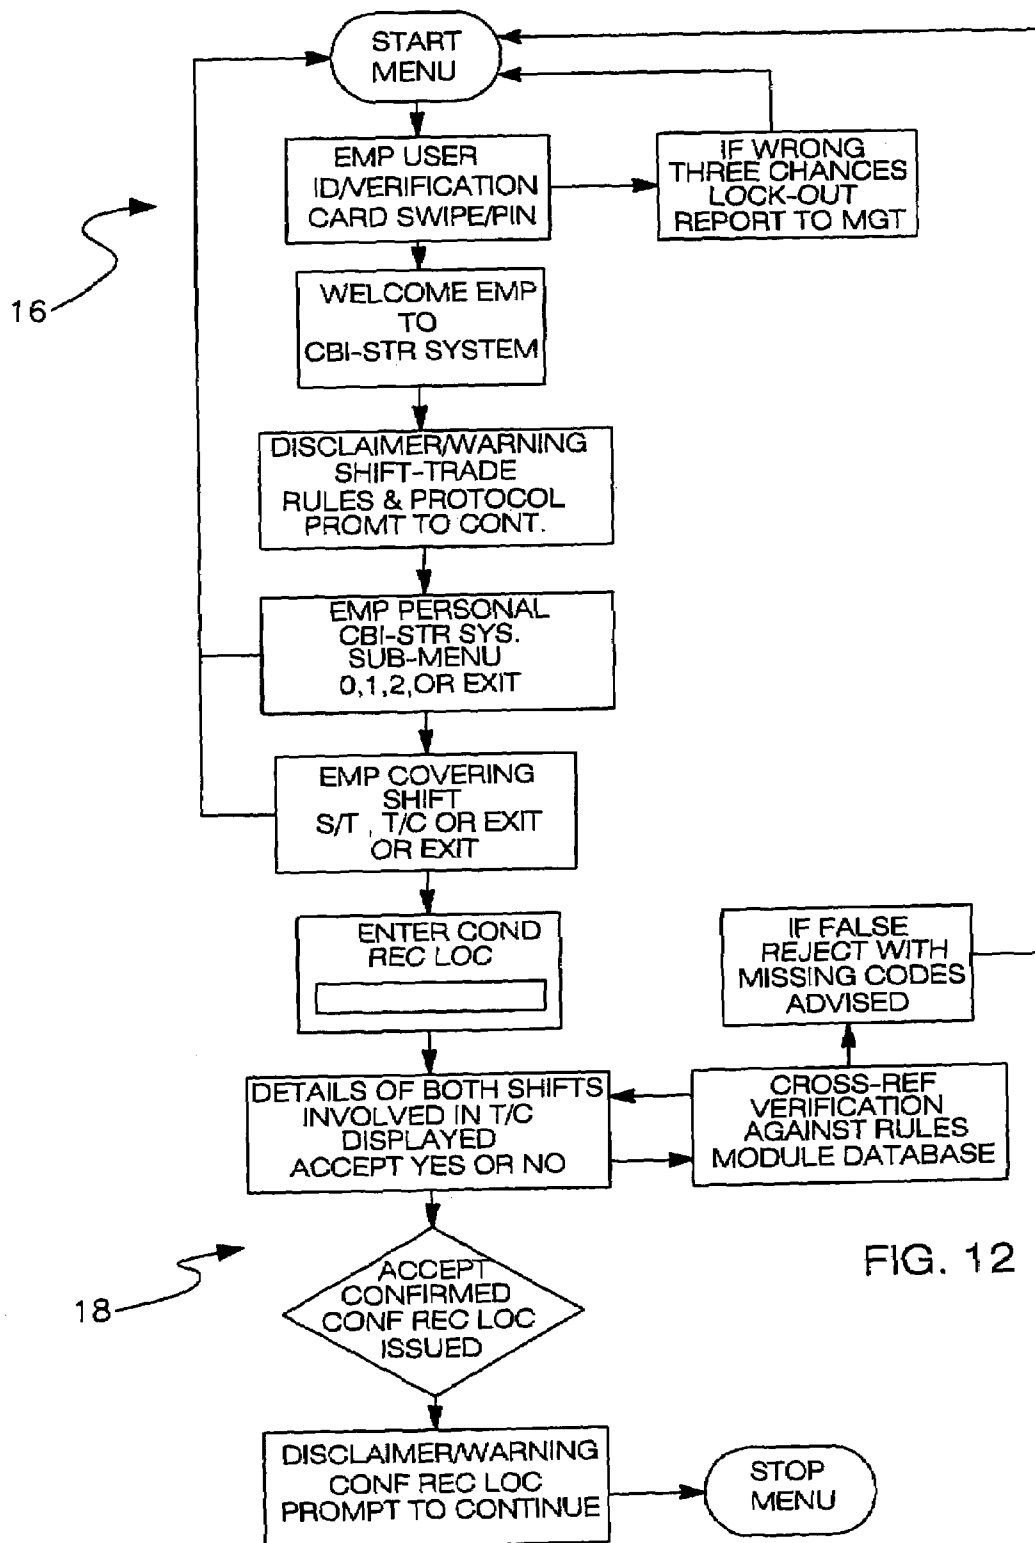 START
MENU
EMP USER
ID/VERIFICATION
CARD SWIPE/PIN
IF WRONG
THREE CHANCES
LOCK-OUT
REPORT TO MGT
16
WELCOME EMP
TO
CBI-STR SYSTEM
DISCLAIMER/WARNING
SHIFT-TRADE
RULES & PROTOCOL
PROMT TO CONT.
EMP PERSONAL
CBI-STR SYS.
SUB-MENU
0,1,2,OR EXIT
EMP COVERING
SHIFT
S/T , T/C OR EXIT
OR EXIT
ENTER COND
REC LOC
IF FALSE
REJECT WITH
MISSING CODES
ADVISED
DETAILS OF BOTH SHIFTS
INVOLVED IN T/C
DISPLAYED
ACCEPT YES OR NO
CROSS-REF
VERIFICATION
AGAINST RULES
MODULE DATABASE
FIG. 12
18
ACCEPT
CONFIRMED
CONF REC LOC
ISSUED
DISCLAIMER/WARNING
CONF REC LOC
PROMPT TO CONTINUE
STOP
MENU